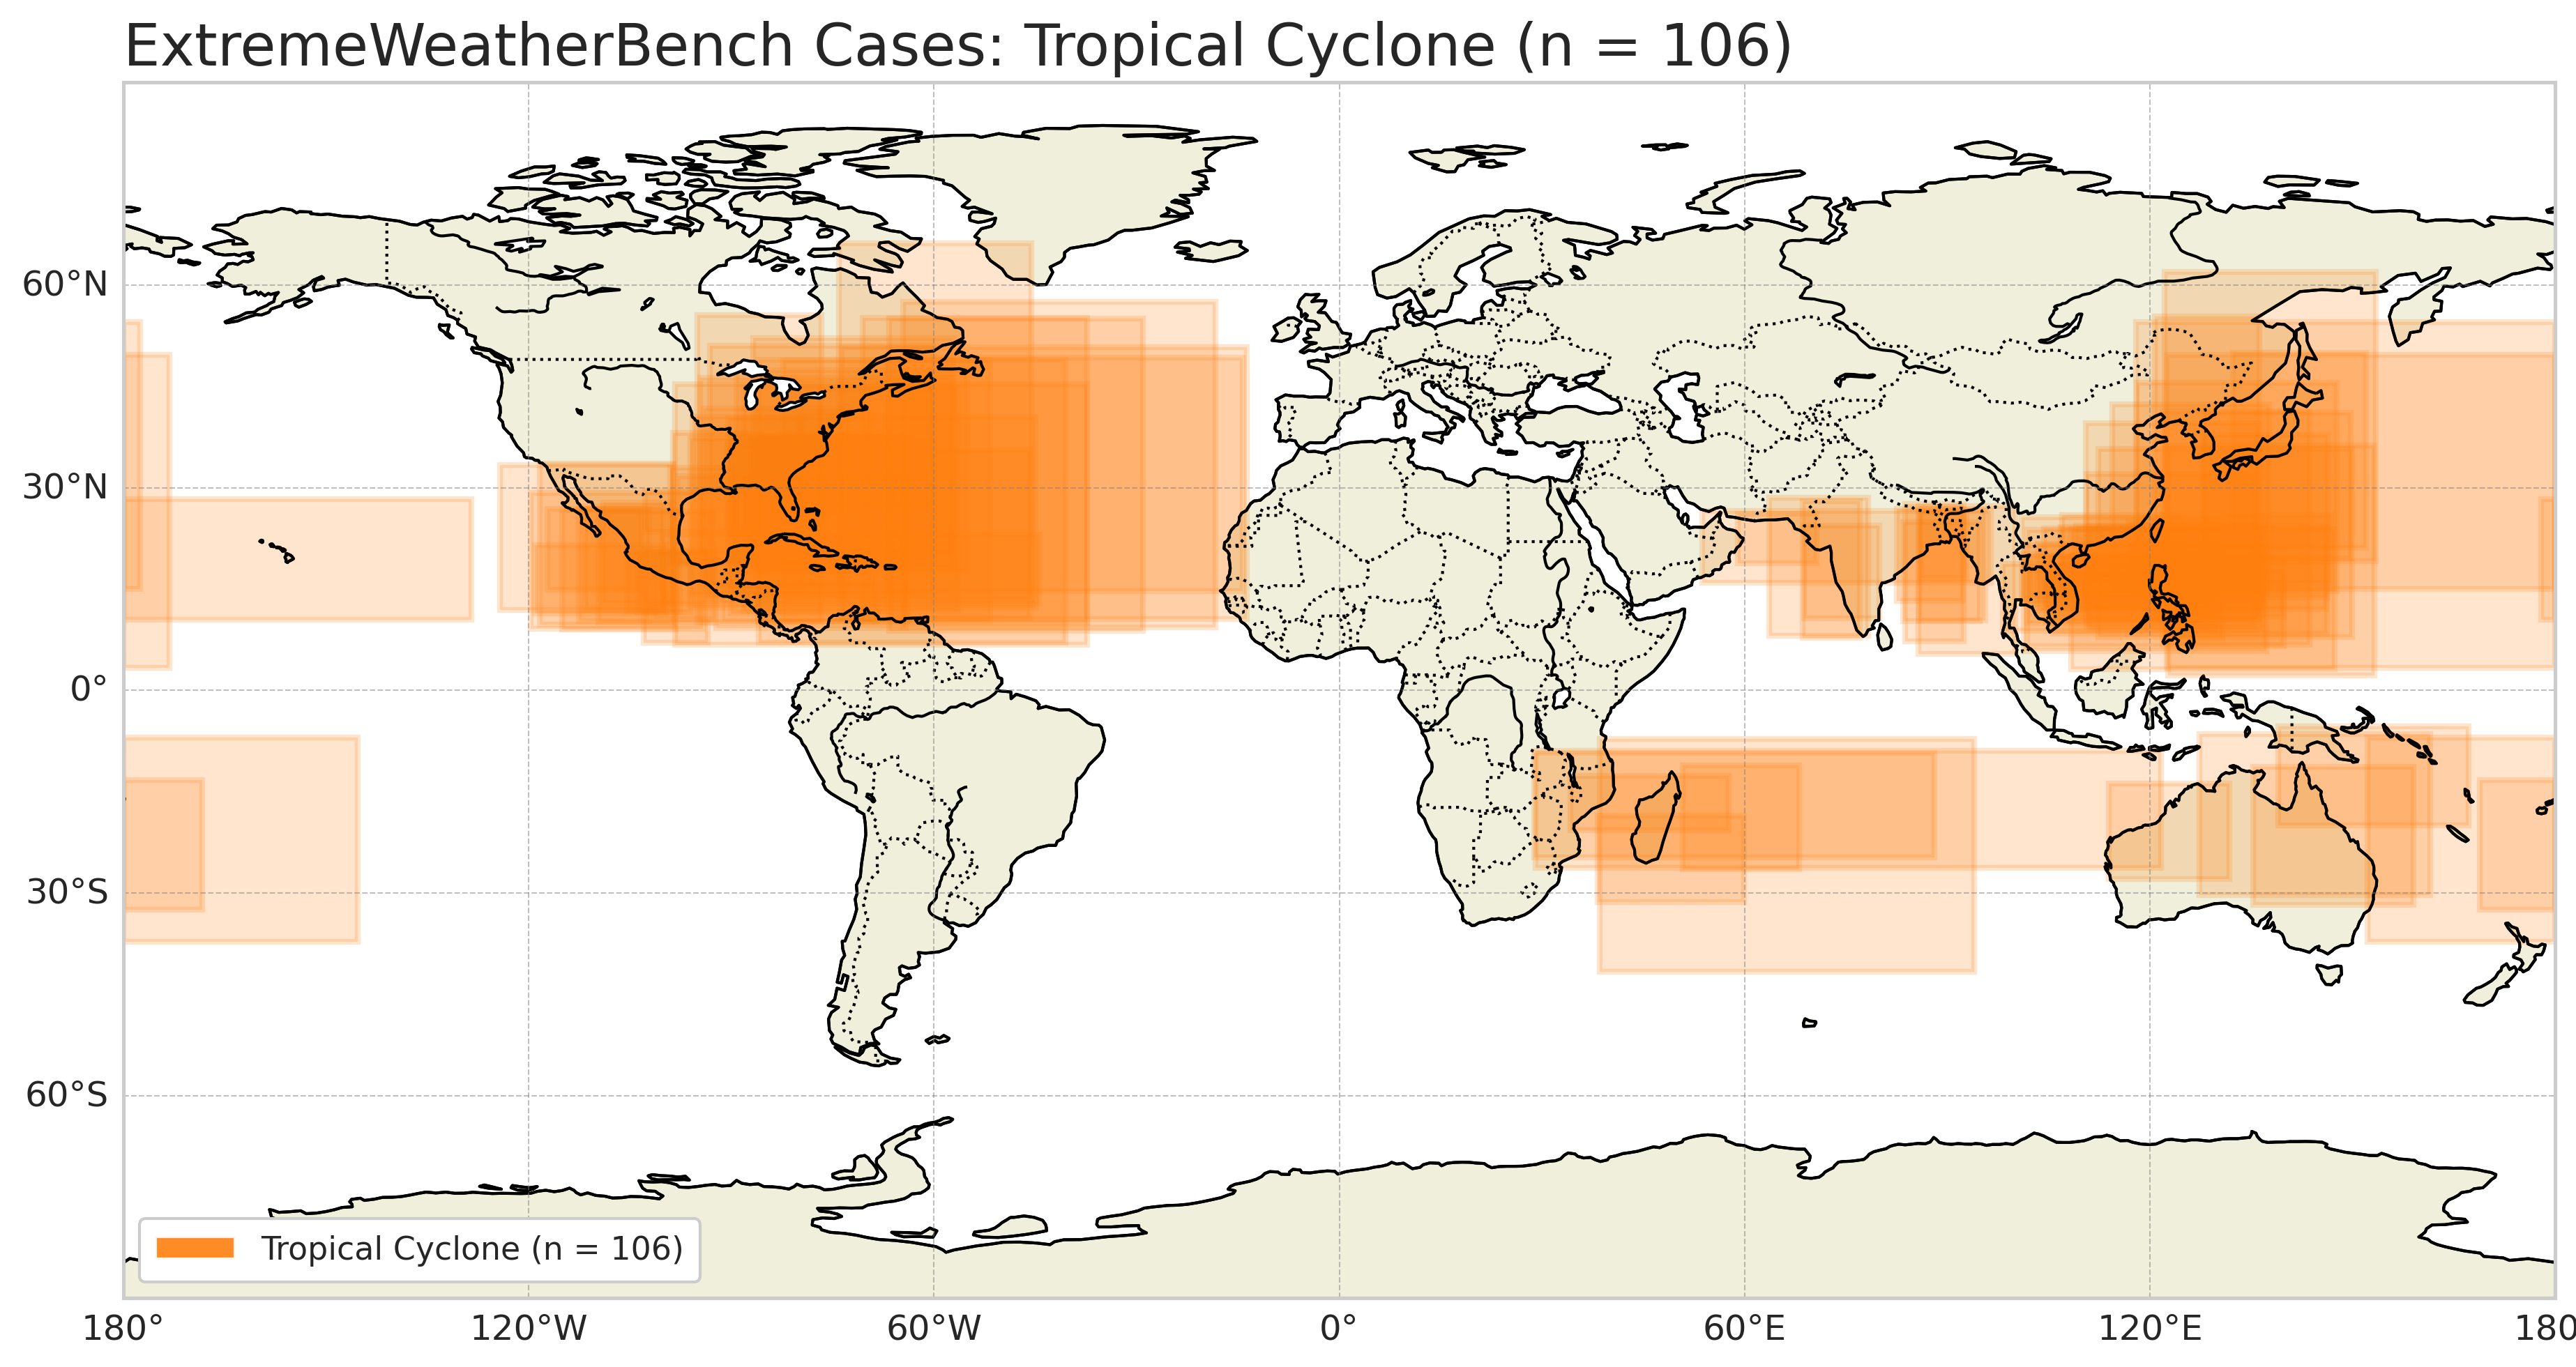 ExtremeWeatherBench Cases: Tropical Cyclone (n = 106)
60°N
30°N
0°
30°S
60°S
Tropical Cyclone (n = 106)
180° 120°W 60°W 0° 60°E 120°E 180